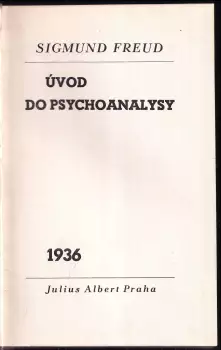 SIGMUND FREUD
ÚVOD
DO PSYCHOANALYSY
1936
Julius Albert Praha